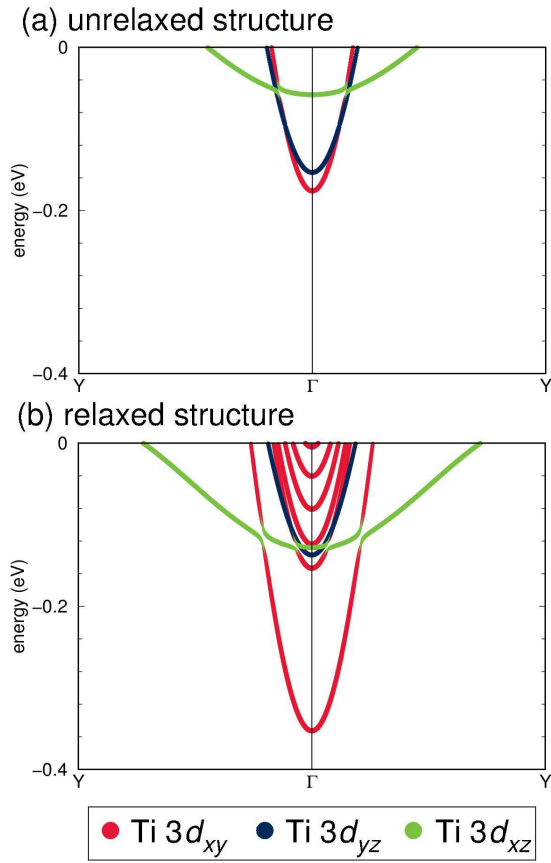 (a) unrelaxed structure
0
−0.2
−0.4
energy (eV)
Y Γ Y
(b) relaxed structure
0
−0.2
−0.4
energy (eV)
Y Γ Y
Ti 3dxy Ti 3dyz Ti 3dxz